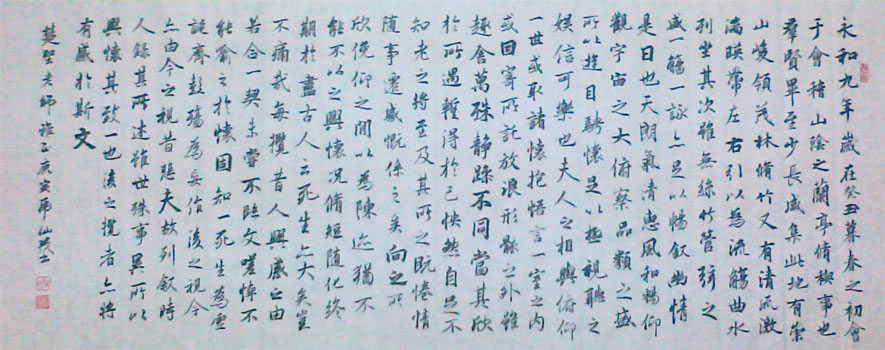 永和九年歲在癸丑暮春之初會
于會稽山陰之蘭亭脩稧事也
群賢畢至少長咸集此地有崇
山峻領茂林脩竹又有清流激
湍暎帶左右引以為流觴曲水
列坐其次雖無絲竹管弦之
盛一觴一詠亦足以暢敘幽情
是日也天朗氣清惠風和暢仰
觀宇宙之大俯察品類之盛
所以遊目騁懷足以極視聽之
娛信可樂也夫人之相與俯仰
一世或取諸懷抱悟言一室之內
或因寄所託放浪形骸之外雖
趣舍萬殊静躁不同當其欣
於所遇暫得於己怏然自足不
知老之將至及其所之既惓情
隨事遷感慨係之矣向之所
欣俛仰之間以為陳迹猶不
能不以之興懷况脩短隨化終
期於盡古人云死生亦大矣豈
不痛哉每攬昔人興感之由
若合一契未嘗不臨文嗟悼不
能喻之於懷固知一死生為虛
誕齊彭殤為妄作後之視今
亦由今之視昔悲夫故列敘時
人錄其所述雖世殊事異所以
興懷其致一也後之攬者亦將
有感於斯文
老师雅正庚寅